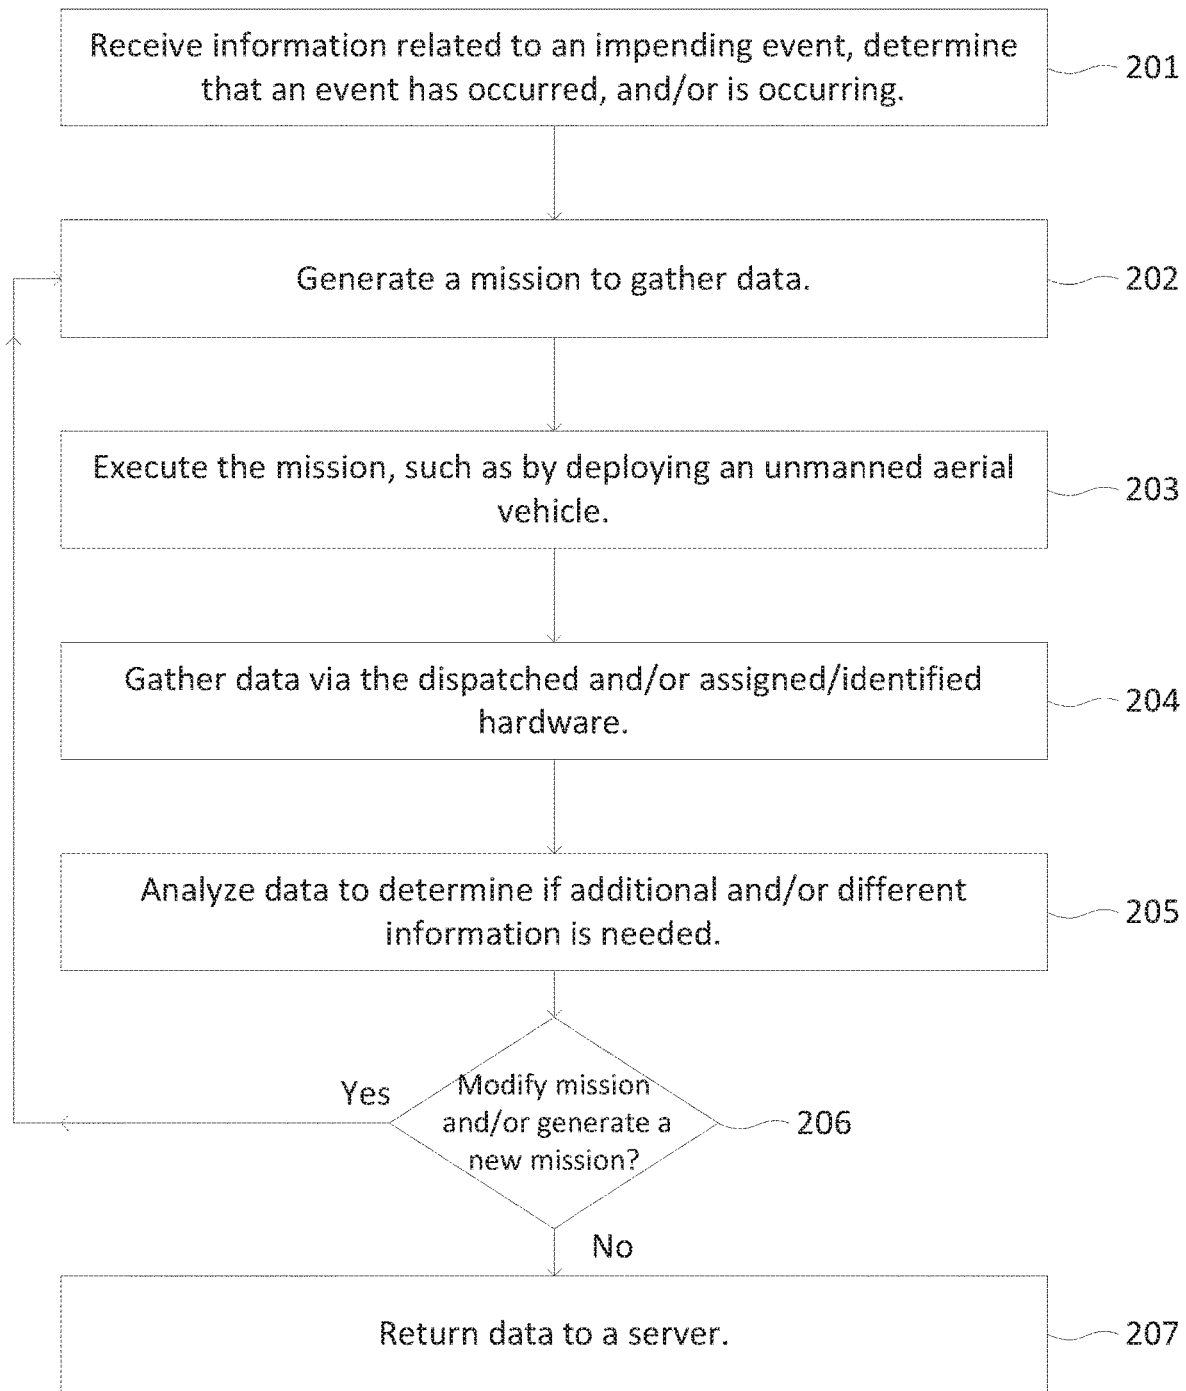 Receive information related to an impending event, determine
that an event has occurred, and/or is occurring.
201
Generate a mission to gather data.
202
Execute the mission, such as by deploying an unmanned aerial
vehicle.
203
Gather data via the dispatched and/or assigned/identified
hardware.
204
Analyze data to determine if additional and/or different
information is needed.
205
Yes
Modify mission
and/or generate a
new mission?
206
No
Return data to a server.
207